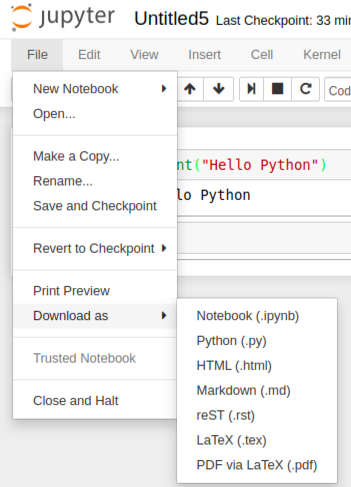 jupyter Untitled5 Last Checkpoint: 33 min
File Edit View Insert Cell Kernel
New Notebook
Open...
Make a Copy...
Rename...
Save and Checkpoint
Revert to Checkpoint
Print Preview
Download as
Trusted Notebook
Close and Halt
Cod
nt("Hello Python")
lo Python
Notebook (.ipynb)
Python (.py)
HTML (.html)
Markdown (.md)
reST (.rst)
LaTeX (.tex)
PDF via LaTeX (.pdf)